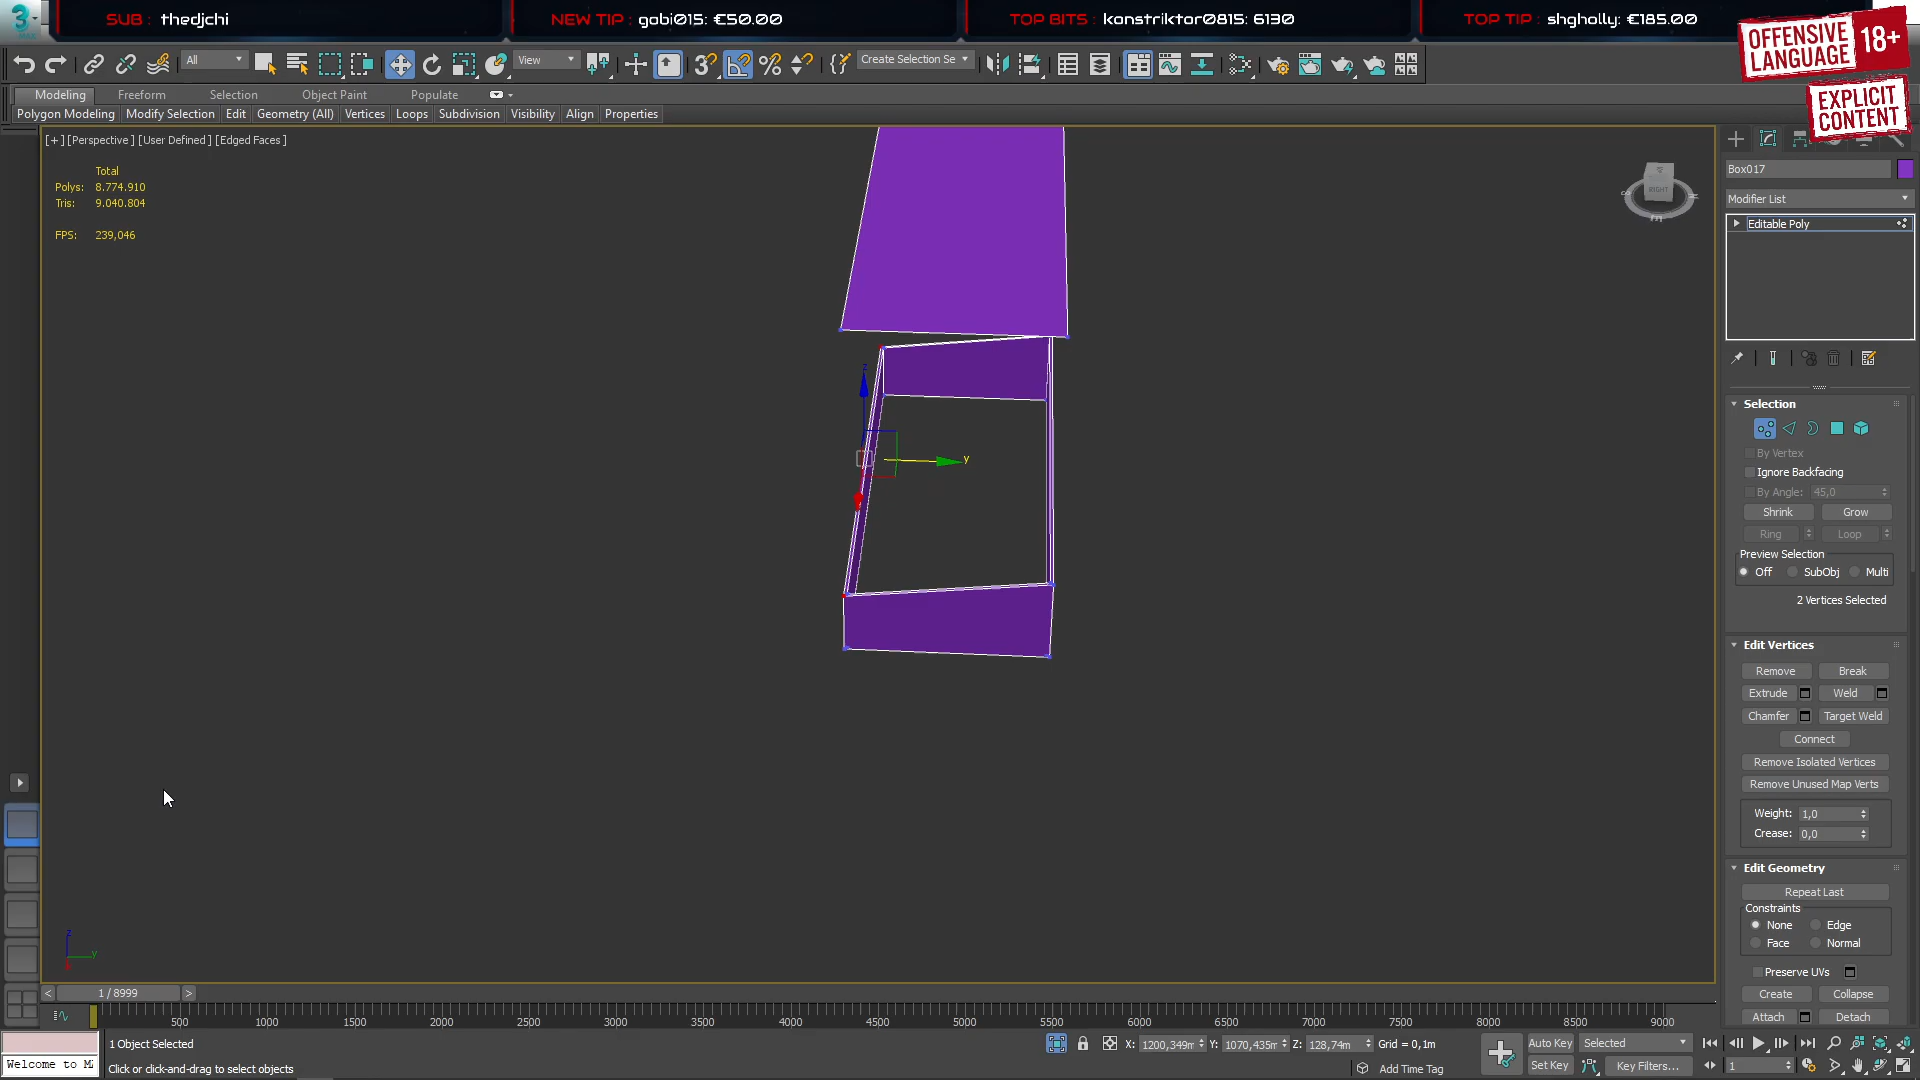 SUB : thedjchi
NEW TIP : gobi015: €50.00
TOP BITS : konstriktor0815: 6130
TOP TIP : shgholly: €185.00
OFFENSIVE LANGUAGE 18+
EXPLICIT CONTENT
All
View
Create Selection Se
Modeling Freeform Selection Object Paint Populate
Polygon Modeling Modify Selection Edit Geometry (All) Vertices Loops Subdivision Visibility Align Properties
[+] [Perspective ] [User Defined ] [Edged Faces ]
Total
Polys: 8.774.910
Tris: 9.040.804
FPS: 239,046
z
y
RIGHT
Box017
Modifier List
Editable Poly
Selection
By Vertex
Ignore Backfacing
By Angle: 45,0
Shrink Grow
Ring Loop
Preview Selection
Off SubObj Multi
2 Vertices Selected
Edit Vertices
Remove Break
Extrude Weld
Chamfer Target Weld
Connect
Remove Isolated Vertices
Remove Unused Map Verts
Weight: 1,0
Crease: 0,0
Edit Geometry
Repeat Last
Constraints
None Edge
Face Normal
Preserve UVs
Create Collapse
Attach Detach
z
y
< 1 / 8999 >
500 1000 1500 2000 2500 3000 3500 4000 4500 5000 5500 6000 6500 7000 7500 8000 8500 9000
1 Object Selected
X: 1200,349m Y: 1070,435m Z: 128,74m Grid = 0,1m
Auto Key Selected
Welcome to M
Click or click-and-drag to select objects
Add Time Tag
Set Key Key Filters...
1